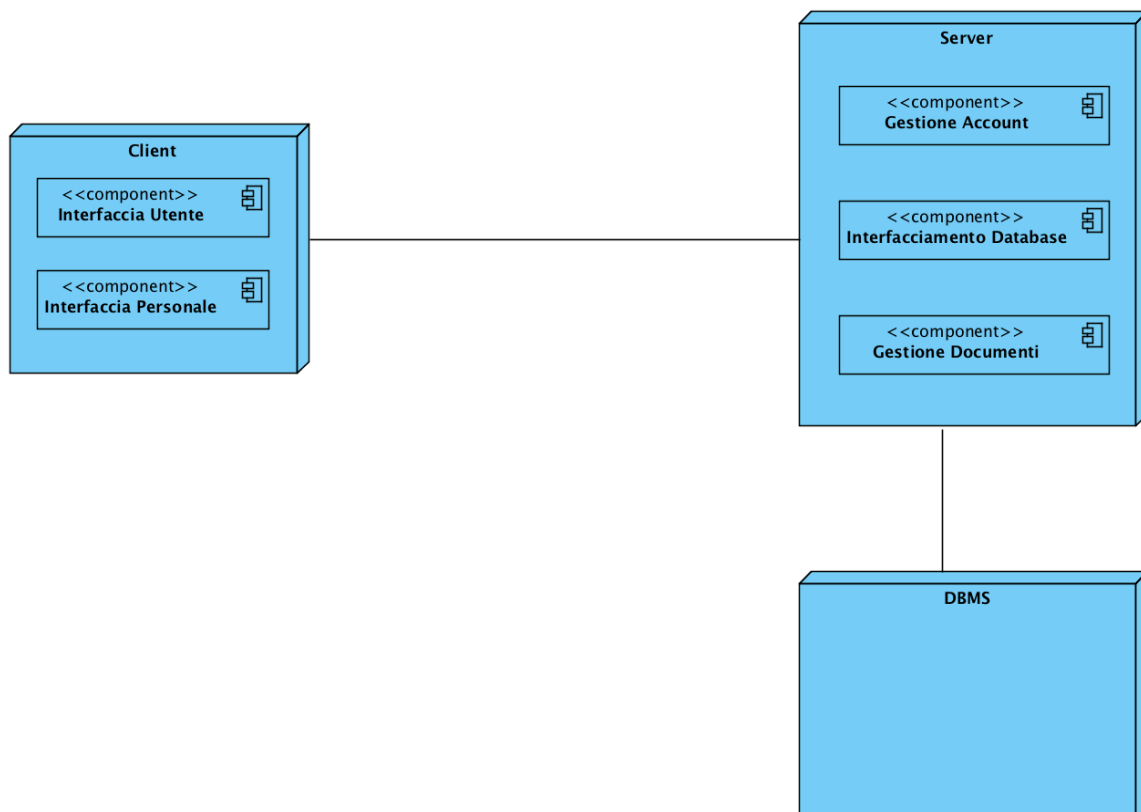 Client
<<component>>
Interfaccia Utente
<<component>>
Interfaccia Personale
Server
<<component>>
Gestione Account
<<component>>
Interfacciamento Database
<<component>>
Gestione Documenti
DBMS